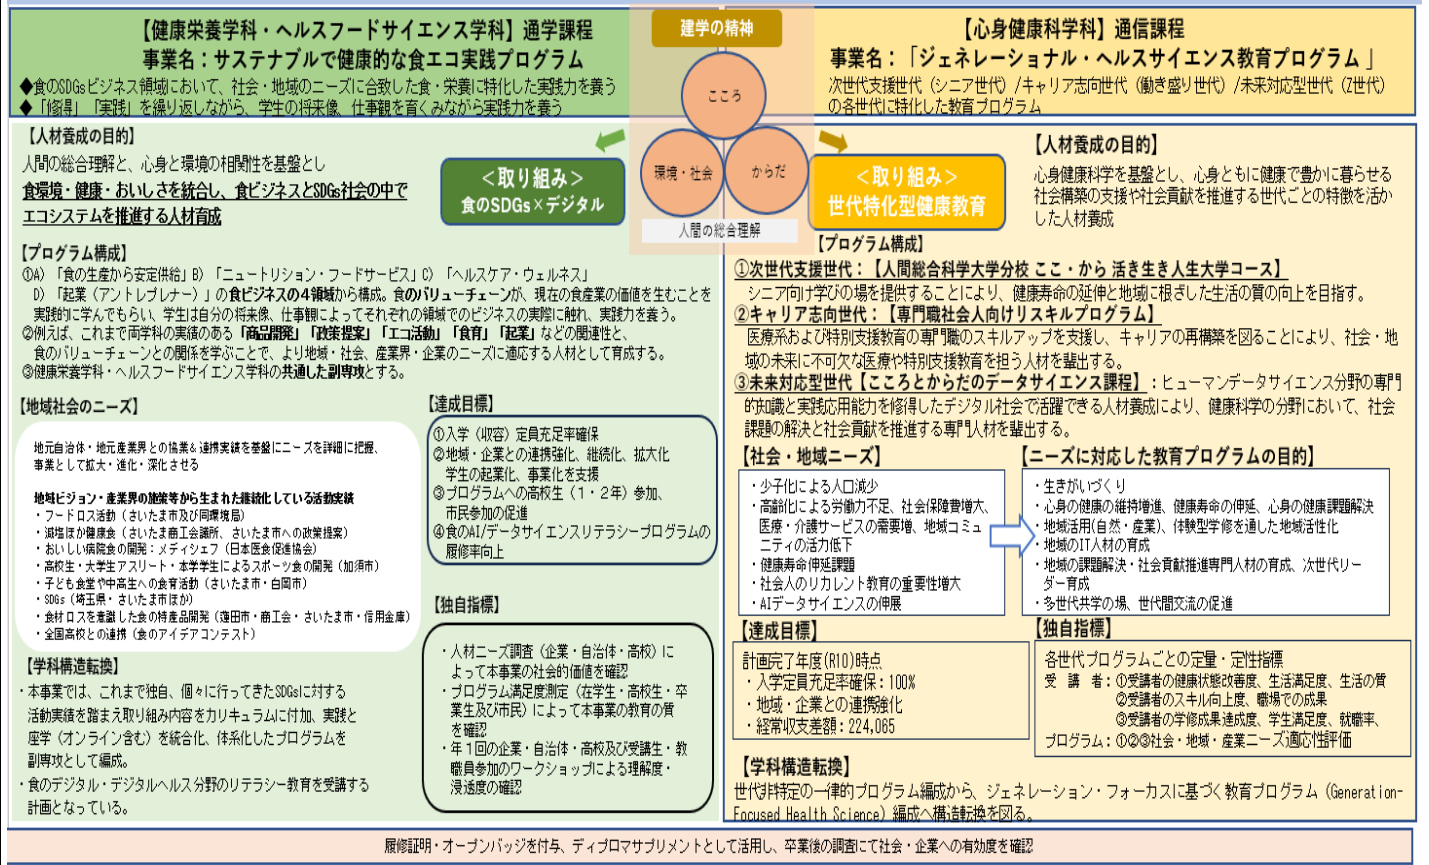 【健康栄養学科・ヘルスフードサイエンス学科】通学課程
事業名：サステナブルで健康的な食エコ実践プログラム
◆食のSDGsビジネス領域において、社会・地域のニーズに合致した食・栄養に特化した実践力を養う
◆「修得」「実践」を繰り返しながら、学生の将来像、仕事観を育くみながら実践力を養う
建学の精神
こころ
環境・社会
からだ
人間の総合理解
【心身健康科学科】通信課程
事業名：「ジェネレーショナル・ヘルスサイエンス教育プログラム 」
次世代支援世代（シニア世代）/キャリア志向世代（働き盛り世代）/未来対応型世代（Z世代）
の各世代に特化した教育プログラム
【人材養成の目的】
人間の総合理解と、心身と環境の相関性を基盤とし
食環境・健康・おいしさを統合し、食ビジネスとSDGs社会の中で
エコシステムを推進する人材育成
＜取り組み＞
食のSDGs×デジタル
【プログラム構成】
①A）「食の生産から安定供給」B）「ニュートリション・フードサービス」C）「ヘルスケア・ウェルネス」
D）「起業（アントレプレナー）」の食ビジネスの４領域から構成。食のバリューチェーンが、現在の食産業の価値を生むことを
実践的に学んでもらい、学生は自分の将来像、仕事観によってそれぞれの領域でのビジネスの実際に触れ、実践力を養う。
②例えば、これまで両学科の実績のある「商品開発」「政策提案」「エコ活動」「食育」「起業」などの関連性と、
食のバリューチェーンとの関係を学ぶことで、より地域・社会、産業界・企業のニーズに適応する人材として育成する。
③健康栄養学科・ヘルスフードサイエンス学科の共通した副専攻とする。
【地域社会のニーズ】
地元自治体・地元産業界との協業＆連携実績を基盤にニーズを詳細に把握、
事業として拡大・進化・深化させる
地域ビジョン・産業界の施策等から生まれた継続化している活動実績
・フードロス活動（さいたま市及び同環境局）
・減塩ほか健康食（さいたま商工会議所、さいたま市への政策提案）
・おいしい病院食の開発：メディシェフ（日本医食促進協会）
・高校生・大学生アスリート・本学学生によるスポーツ食の開発（加須市）
・子ども食堂や中高生への食育活動（さいたま市・白岡市）
・SDGs（埼玉県・さいたま市ほか）
・食材ロスを意識した食の特産品開発（蓮田市・商工会・さいたま市・信用金庫）
・全国高校との連携（食のアイデアコンテスト）
【学科構造転換】
・本事業では、これまで独自、個々に行ってきたSDGsに対する
活動実績を踏まえ取り組み内容をカリキュラムに付加、実践と
座学（オンライン含む）を統合化、体系化したプログラムを
副専攻として編成。
・食のデジタル・デジタルヘルス分野のリテラシー教育を受講する
計画となっている。
【達成目標】
①入学（収容）定員充足率確保
②地域・企業との連携強化、継続化、拡大化
学生の起業化、事業化を支援
③プログラムへの高校生（１・２年）参加、
市民参加の促進
④食のAI/データサイエンスリテラシープログラムの
履修率向上
【独自指標】
・人材ニーズ調査（企業・自治体・高校）に
よって本事業の社会的価値を確認
・プログラム満足度測定（在学生・高校生・卒
業生及び市民）によって本事業の教育の質
を確認
・年１回の企業・自治体・高校及び受講生・教
職員参加のワークショップによる理解度・
浸透度の確認
＜取り組み＞
世代特化型健康教育
【人材養成の目的】
心身健康科学を基盤とし、心身ともに健康で豊かに暮らせる
社会構築の支援や社会貢献を推進する世代ごとの特徴を活か
した人材養成
【プログラム構成】
①次世代支援世代：【人間総合科学大学分校 ここ・から 活き生き人生大学コース】
シニア向け学びの場を提供することにより、健康寿命の延伸と地域に根ざした生活の質の向上を目指す。
②キャリア志向世代：【専門職社会人向けリスキルプログラム】
医療系および特別支援教育の専門職のスキルアップを支援し、キャリアの再構築を図ることにより、社会・地
域の未来に不可欠な医療や特別支援教育を担う人材を輩出する。
③未来対応型世代【こころとからだのデータサイエンス課程】：ヒューマンデータサイエンス分野の専門
的知識と実践応用能力を修得したデジタル社会で活躍できる人材養成により、健康科学の分野において、社会
課題の解決と社会貢献を推進する専門人材を輩出する。
【社会・地域ニーズ】
・少子化による人口減少
・高齢化による労働力不足、社会保障費増大、
医療・介護サービスの需要増、地域コミュ
ニティの活力低下
・健康寿命伸延課題
・社会人のリカレント教育の重要性増大
・AIデータサイエンスの伸展
【ニーズに対応した教育プログラムの目的】
・生きがいづくり
・心身の健康の維持増進、健康寿命の伸延、心身の健康課題解決
・地域活用(自然・産業）、体験型学修を通した地域活性化
・地域のIT人材の育成
・地域の課題解決・社会貢献推進専門人材の育成、次世代リー
ダー育成
・多世代共学の場、世代間交流の促進
【達成目標】
計画完了年度(R10)時点
・入学定員充足率確保：100%
・地域・企業との連携強化
・経常収支差額：224,065
【独自指標】
各世代プログラムごとの定量・定性指標
受 講 者：①受講者の健康状態改善度、生活満足度、生活の質
②受講者のスキル向上度、職場での成果
③受講者の学修成果達成度、学生満足度、就職率、
プログラム：①②③社会・地域・産業ニーズ適応性評価
【学科構造転換】
世代非特定の一律的プログラム編成から、ジェネレーション・フォーカスに基づく教育プログラム（Generation-
Focused Health Science）編成へ構造転換を図る。
履修証明・オープンバッジを付与、ディプロマサプリメントとして活用し、卒業後の調査にて社会・企業への有効度を確認